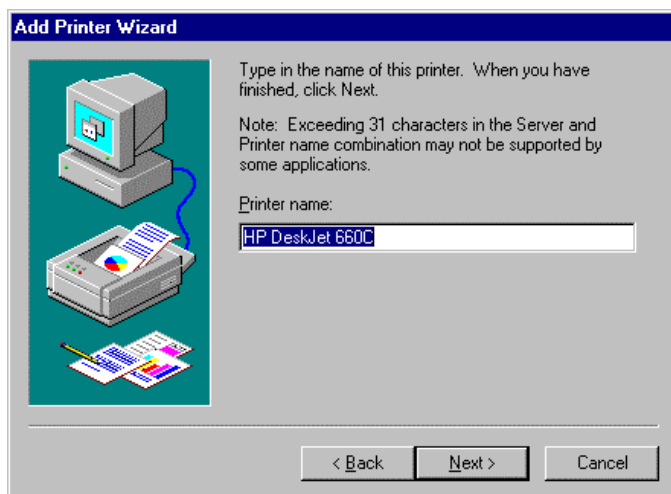 Add Printer Wizard
Type in the name of this printer.  When you have
finished, click Next.
Note:  Exceeding 31 characters in the Server and
Printer name combination may not be supported by
some applications.
Printer name:
HP DeskJet 660C
< Back
Next >
Cancel